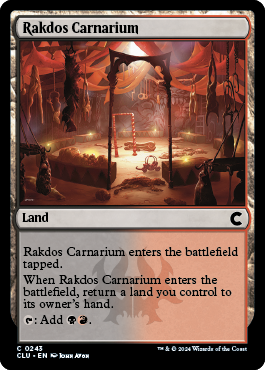 Rakdos Carnarium
Land
Rakdos Carnarium enters the battlefield
tapped.
When Rakdos Carnarium enters the
battlefield, return a land you control to
its owner's hand.
: Add .
C 0243
CLU • EN John Avon
™ & © 2024 Wizards of the Coast